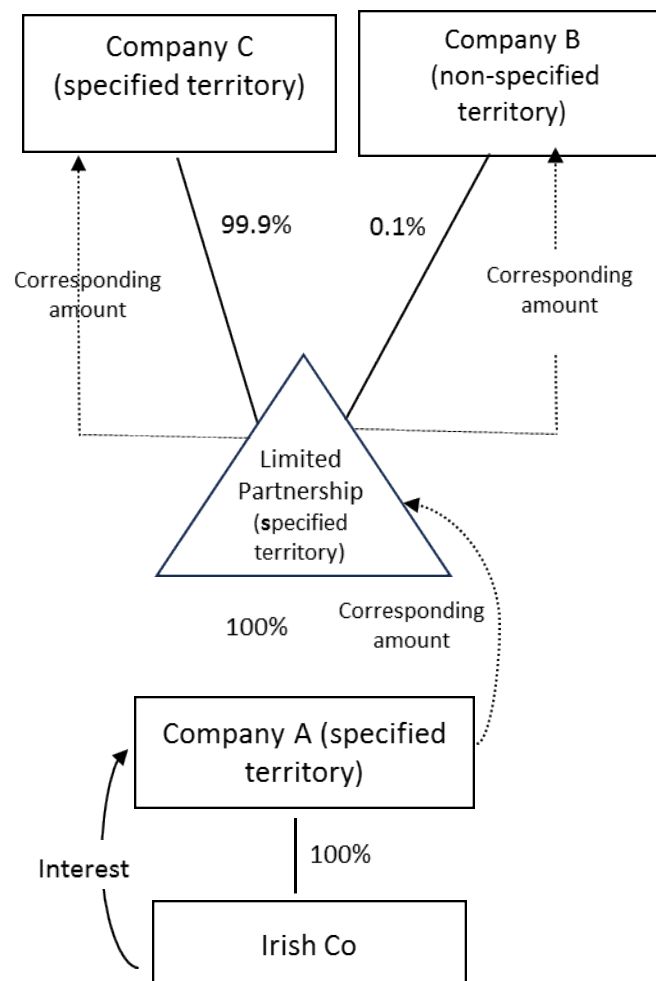 Company C
(specified territory)
Company B
(non-specified
territory)
99.9%
0.1%
Corresponding
amount
Corresponding
amount
Limited
Partnership
(specified
territory)
100%
Corresponding
amount
Company A (specified
territory)
Interest
100%
Irish Co